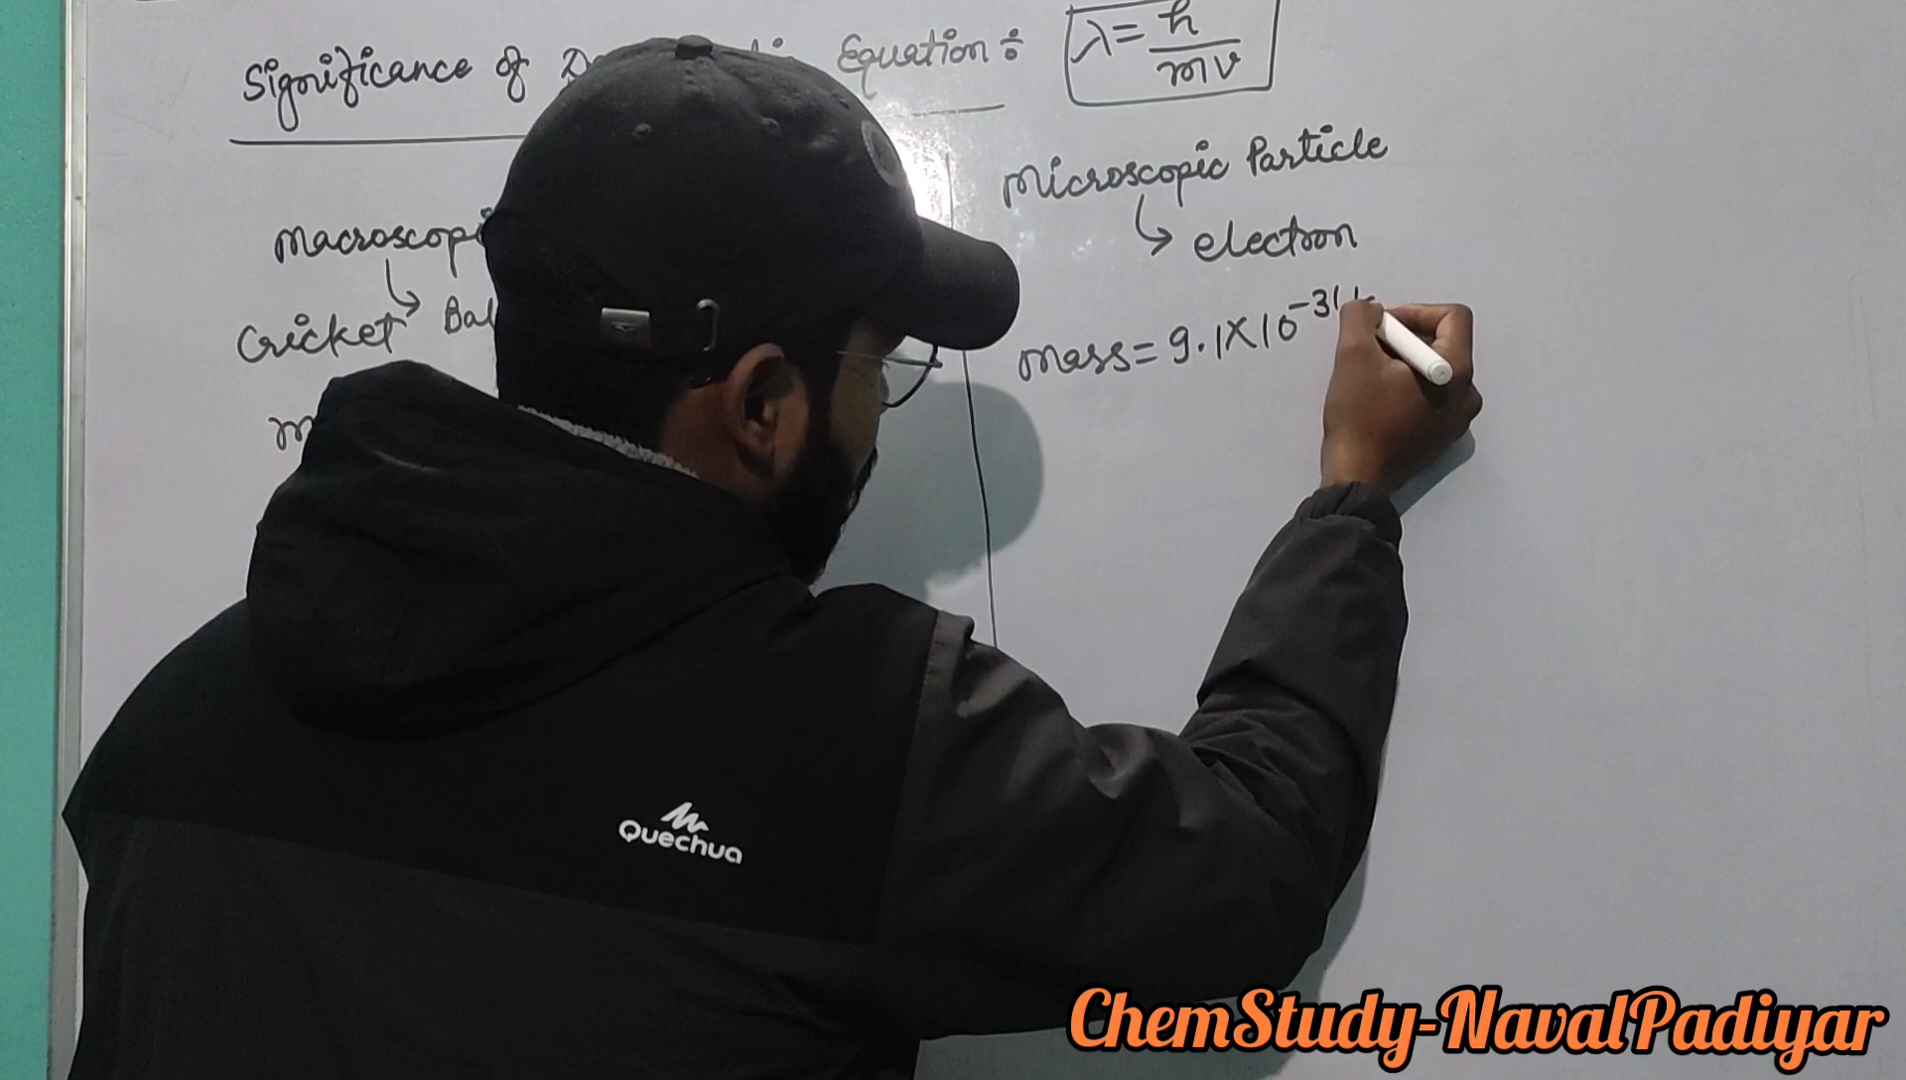 Significance of Equation ÷ λ = h / mv
Macroscopi
Cricket Bal
Microscopic Particle
electron
mass = 9.1 X 10⁻³¹
Quechua
ChemStudy-NavalPadiyar